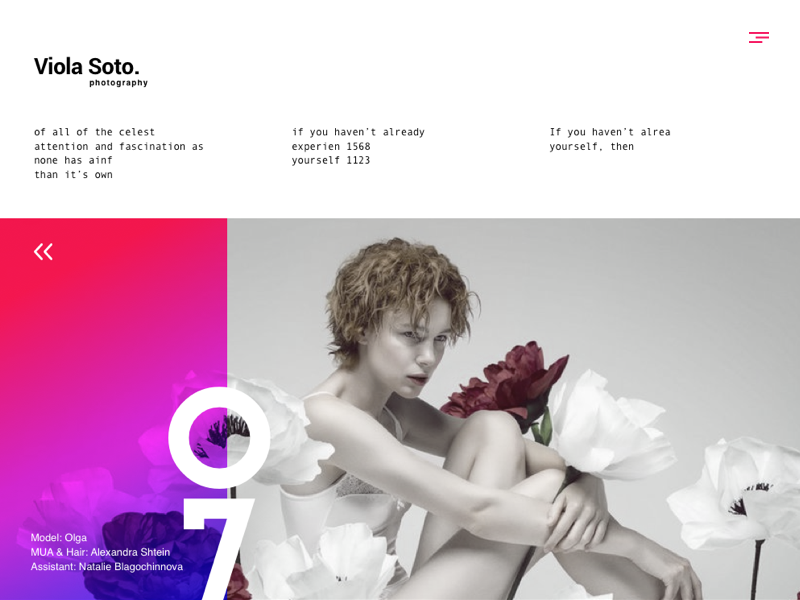 Viola Soto.
photography
of all of the celest
attention and fascination as
none has ainf
than it's own
if you haven't already
experien 1568
yourself 1123
If you haven't alrea
yourself, then
07
Model: Olga
MUA & Hair: Alexandra Shtein
Assistant: Natalie Blagochinnova